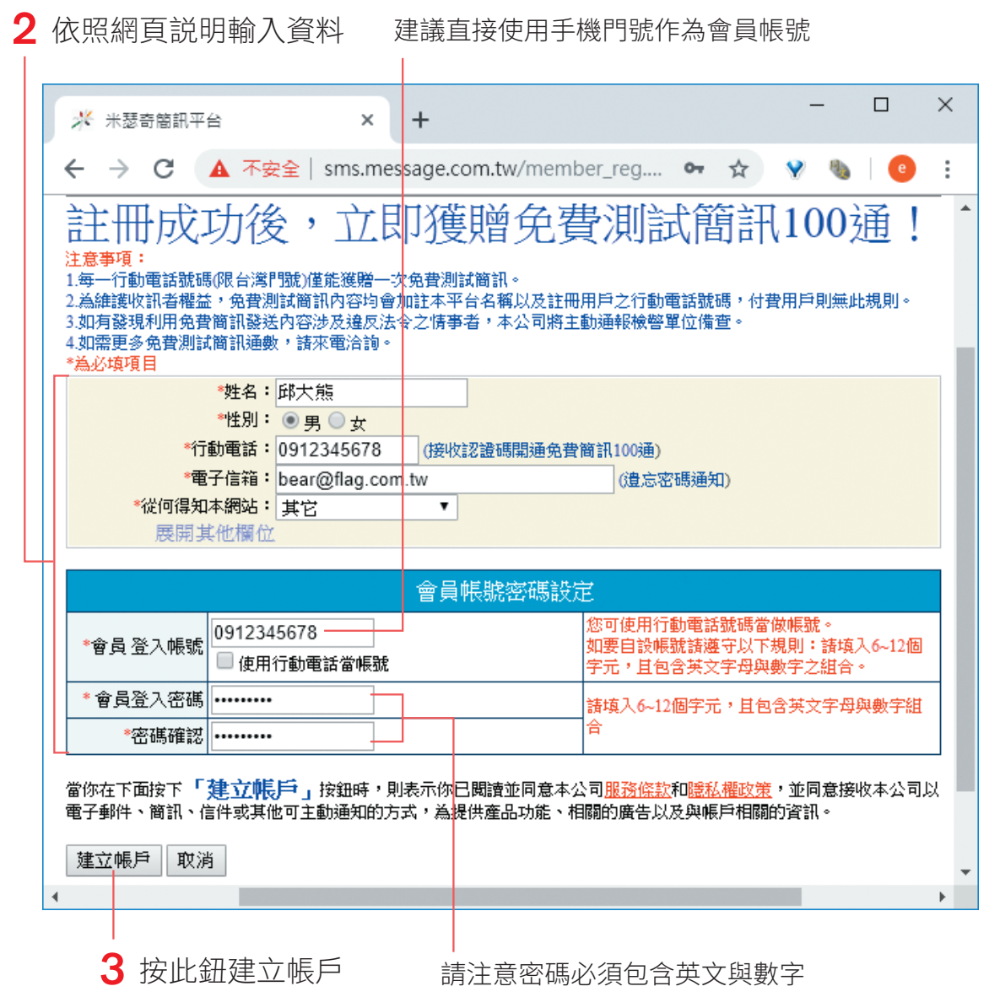 2 依照網頁説明輸入資料
建議直接使用手機門號作為會員帳號
米瑟奇簡訊平台
不安全 | sms.message.com.tw/member_reg....
e
註冊成功後，立即獲贈免費測試簡訊100通！
注意事項：
1.每一行動電話號碼(限台灣門號)僅能獲贈一次免費測試簡訊。
2.為維護收訊者權益，免費測試簡訊內容均會加註本平台名稱以及註冊用戶之行動電話號碼，付費用戶則無此規則。
3.如有發現利用免費簡訊發送內容涉及違反法令之情事者，本公司將主動通報檢警單位備查。
4.如需更多免費測試簡訊通數，請來電洽詢。
*為必填項目
*姓名：邱大熊
*性別：男 女
*行動電話：0912345678 (接收認證碼開通免費簡訊100通)
*電子信箱：bear@flag.com.tw (遺忘密碼通知)
*從何得知本網站：其它
展開其他欄位
會員帳號密碼設定
*會員 登入帳號 0912345678
使用行動電話當帳號
您可使用行動電話號碼當做帳號。
如要自設帳號請遵守以下規則：請填入6~12個
字元，且包含英文字母與數字之組合。
* 會員登入密碼 •••••••••
*密碼確認 •••••••••
請填入6~12個字元，且包含英文字母與數字組
合
當你在下面按下「建立帳戶」按鈕時，則表示你已閱讀並同意本公司服務條款和隱私權政策，並同意接收本公司以
電子郵件、簡訊、信件或其他可主動通知的方式，為提供產品功能、相關的廣告以及與帳戶相關的資訊。
建立帳戶 取消
3 按此鈕建立帳戶
請注意密碼必須包含英文與數字